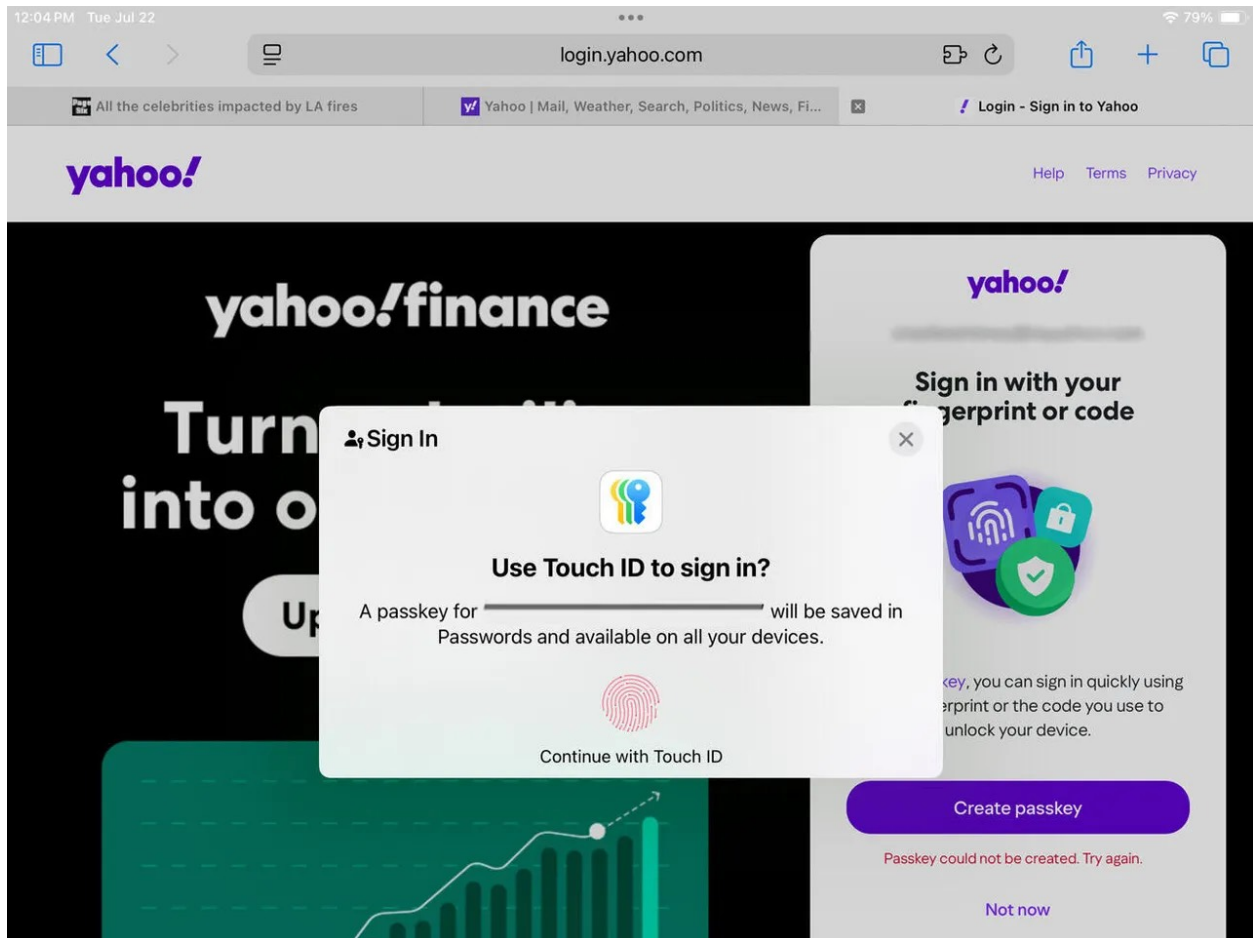 12:04 PM Tue Jul 22
79%
login.yahoo.com
All the celebrities impacted by LA fires
y! Yahoo | Mail, Weather, Search, Politics, News, Fi...
Login - Sign in to Yahoo
yahoo!
Help Terms Privacy
yahoo!finance
Turn
into o
Up
yahoo!
Sign in with your
gerprint or code
key, you can sign in quickly using
erprint or the code you use to
unlock your device.
Create passkey
Passkey could not be created. Try again.
Not now
Sign In
Use Touch ID to sign in?
A passkey for will be saved in
Passwords and available on all your devices.
Continue with Touch ID